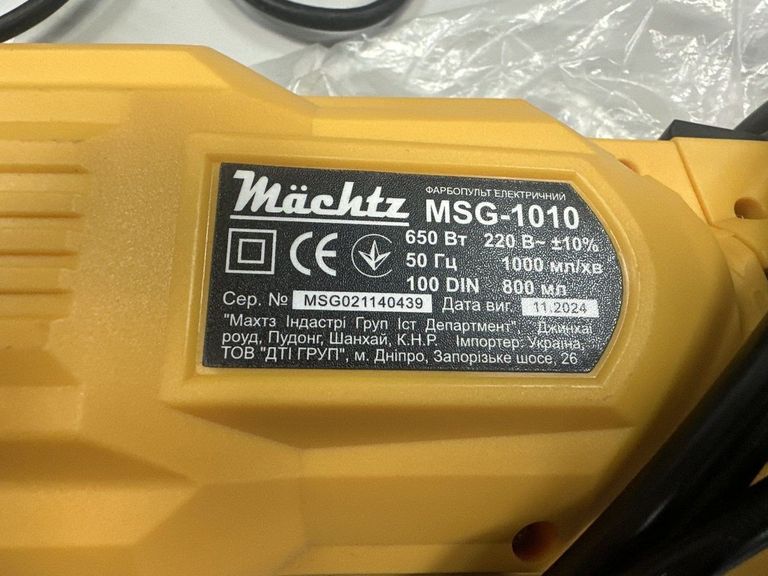 Mächtz
ФАРБОПУЛЬТ ЕЛЕКТРИЧНИЙ
MSG-1010
650 Вт 220 В~ ±10%
CE 50 Гц 1000 мл/хв
100 DIN 800 мл
Сер. № MSG021140439 Дата виг. 11.2024
"Махтз Індастрі Груп Іст Департмент", Джинхаі
роуд, Пудонг, Шанхай, К.Н.Р. Імпортер: Україна,
ТОВ "ДТІ ГРУП", м. Дніпро, Запорізьке шосе, 26